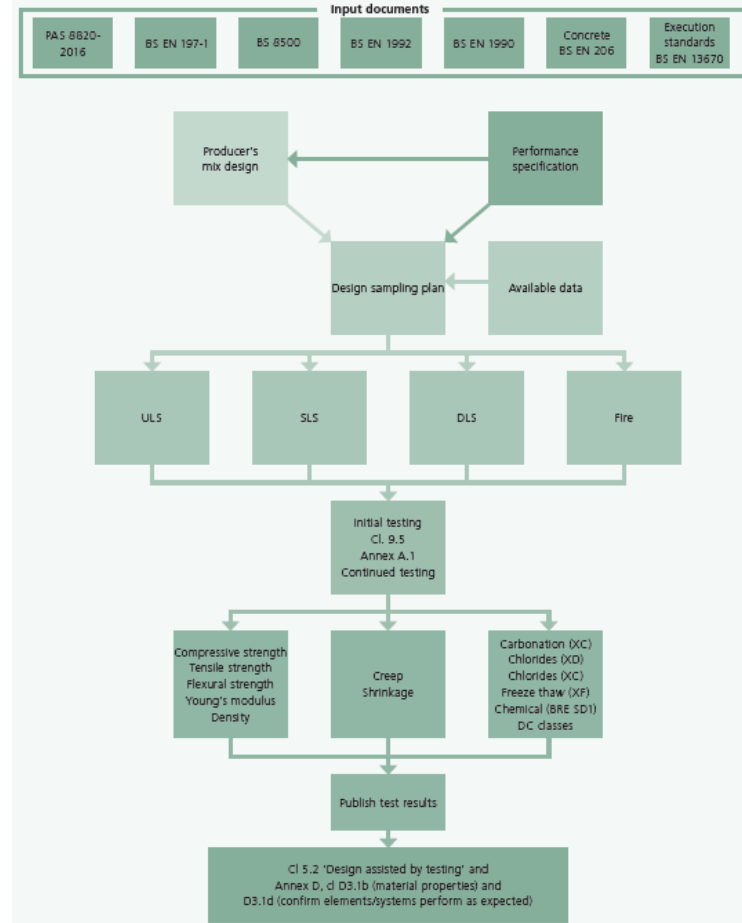 Input documents
PAS 8820-
2016
BS EN 197-1
BS 8500
BS EN 1992
BS EN 1990
Concrete
BS EN 206
Execution
standards
BS EN 13670
Producer's
mix design
Performance
specification
Design sampling plan
Available data
ULS
SLS
DLS
Fire
Initial testing
Cl. 9.5
Annex A.1
Continued testing
Compressive strength
Tensile strength
Flexural strength
Young's modulus
Density
Creep
Shrinkage
Carbonation (XC)
Chlorides (XD)
Chlorides (XC)
Freeze thaw (XF)
Chemical (BRE SD1)
DC classes
Publish test results
Cl 5.2 'Design assisted by testing' and
Annex D, cl D3.1b (material properties) and
D3.1d (confirm elements/systems perform as expected)